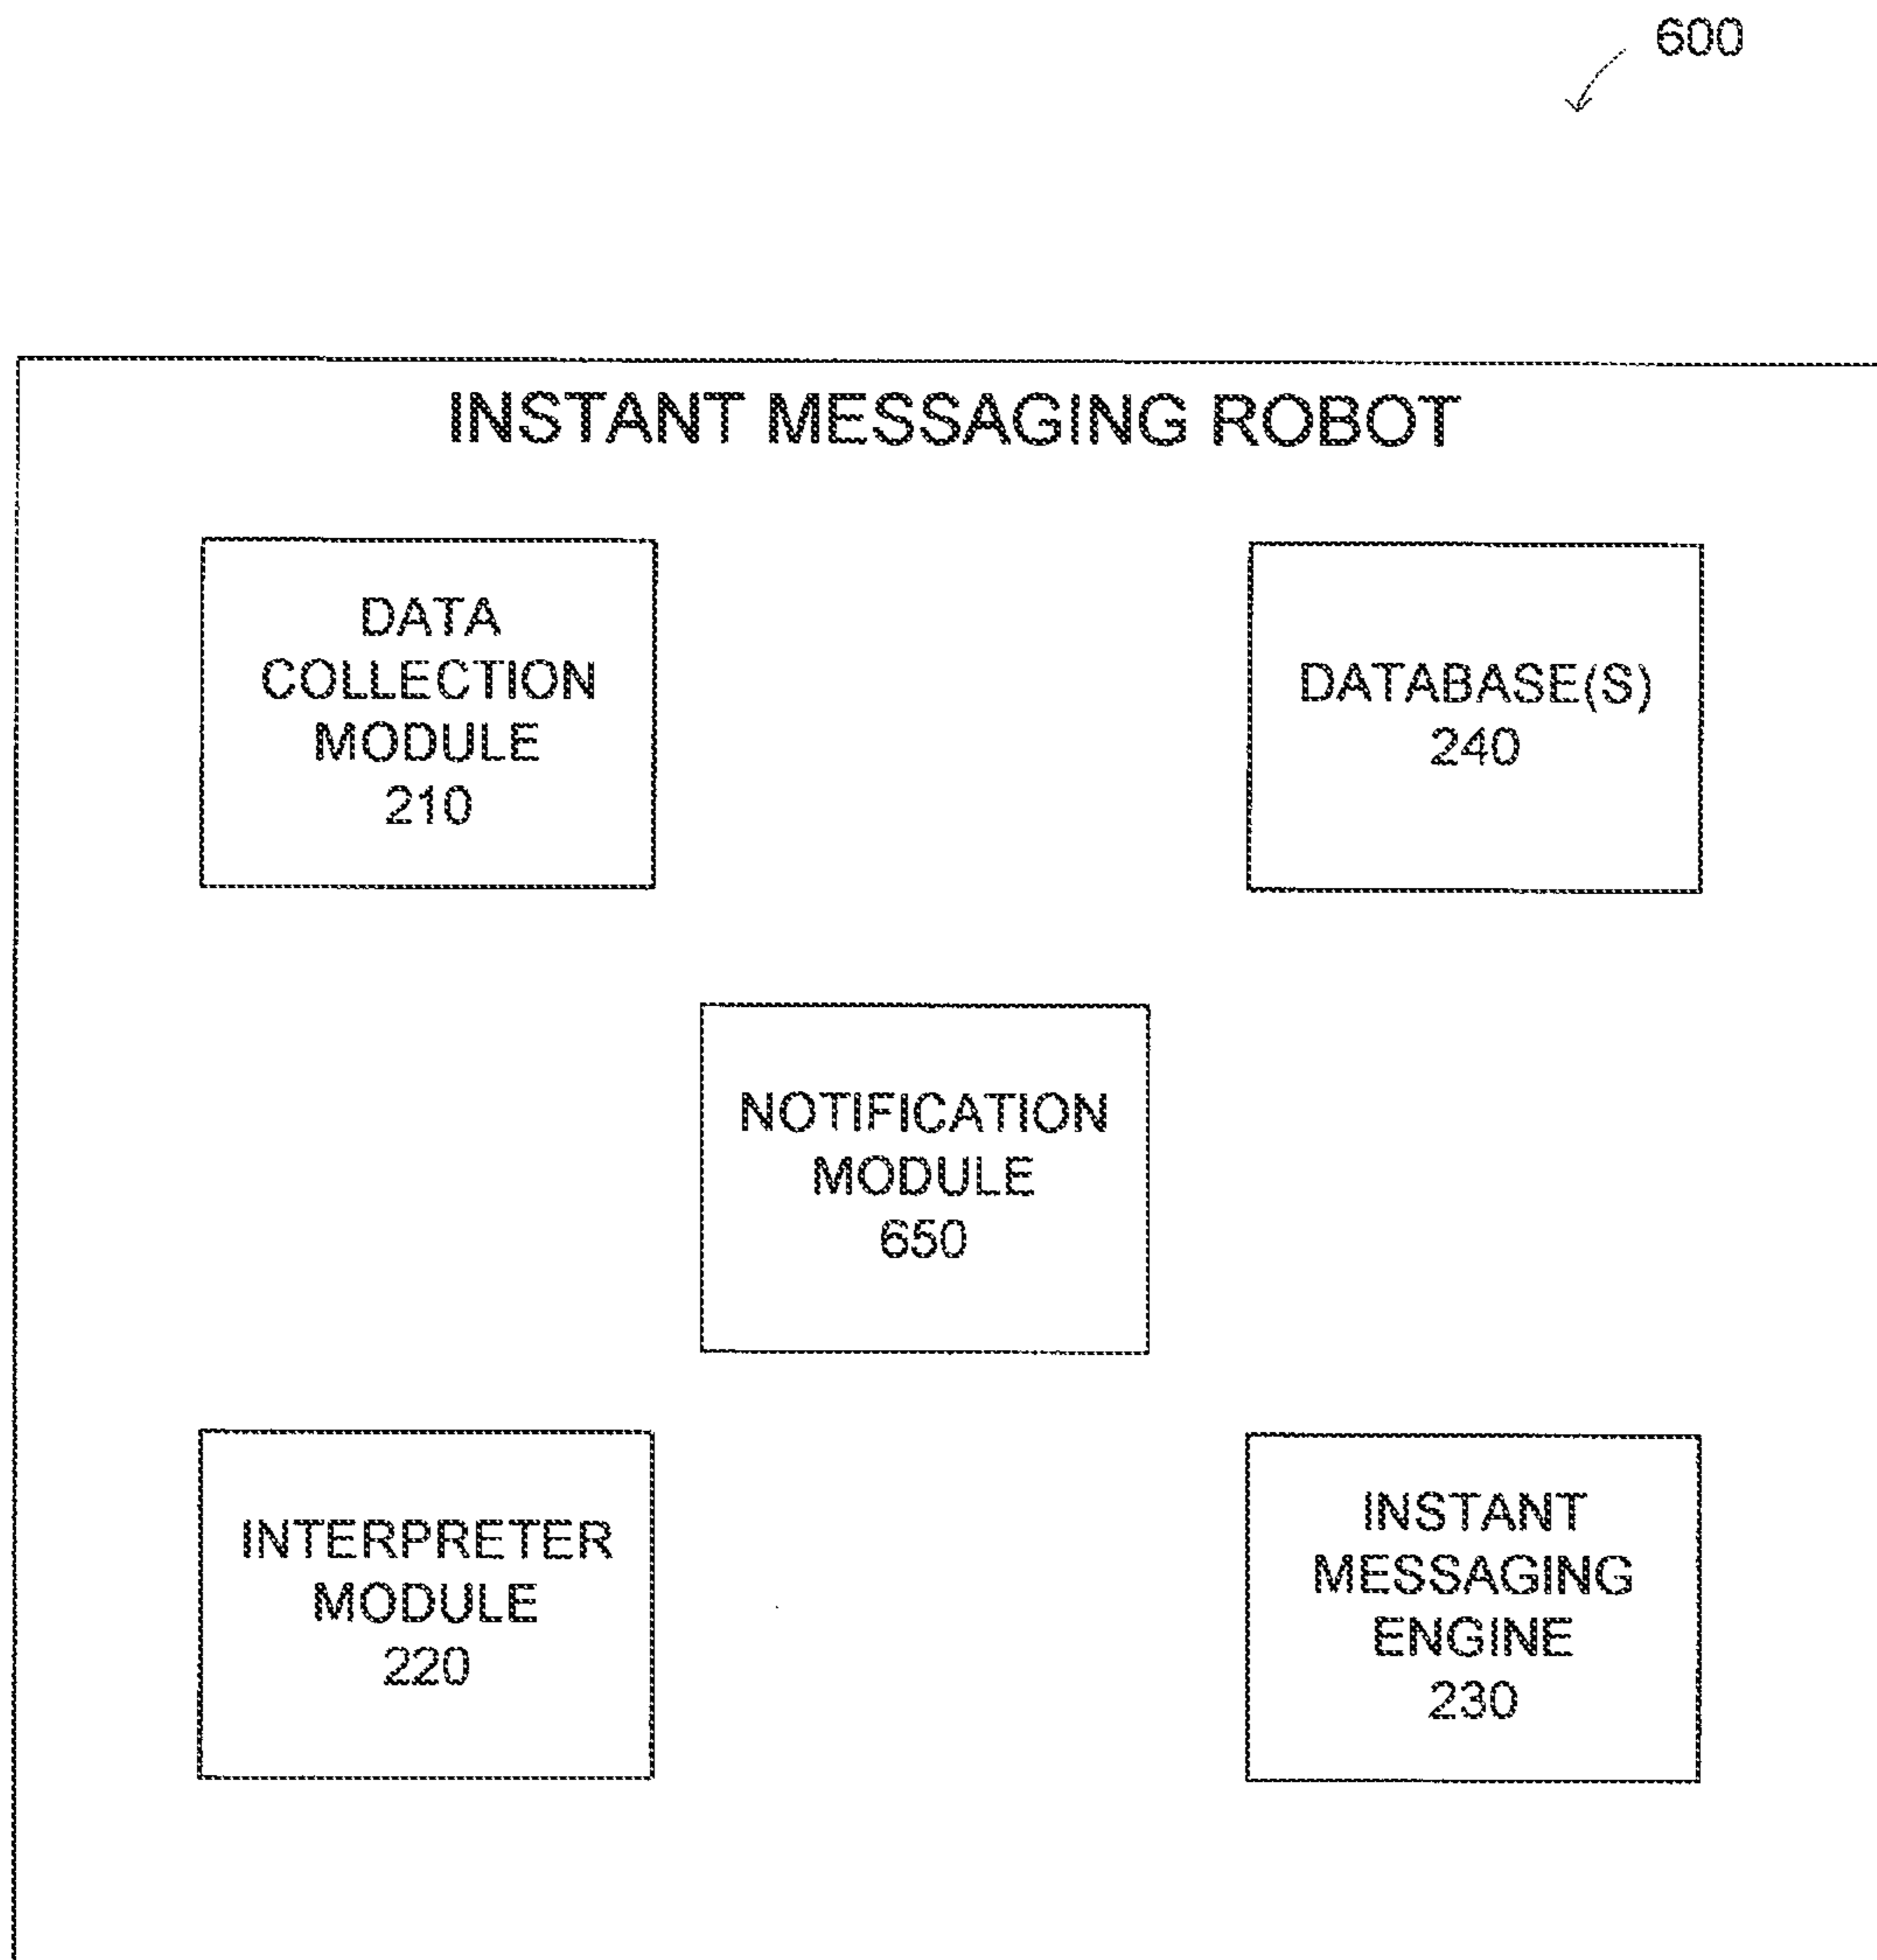 600
INSTANT MESSAGING ROBOT
DATA
COLLECTION
MODULE
210
DATABASE(S)
240
NOTIFICATION
MODULE
650
INTERPRETER
MODULE
220
INSTANT
MESSAGING
ENGINE
230